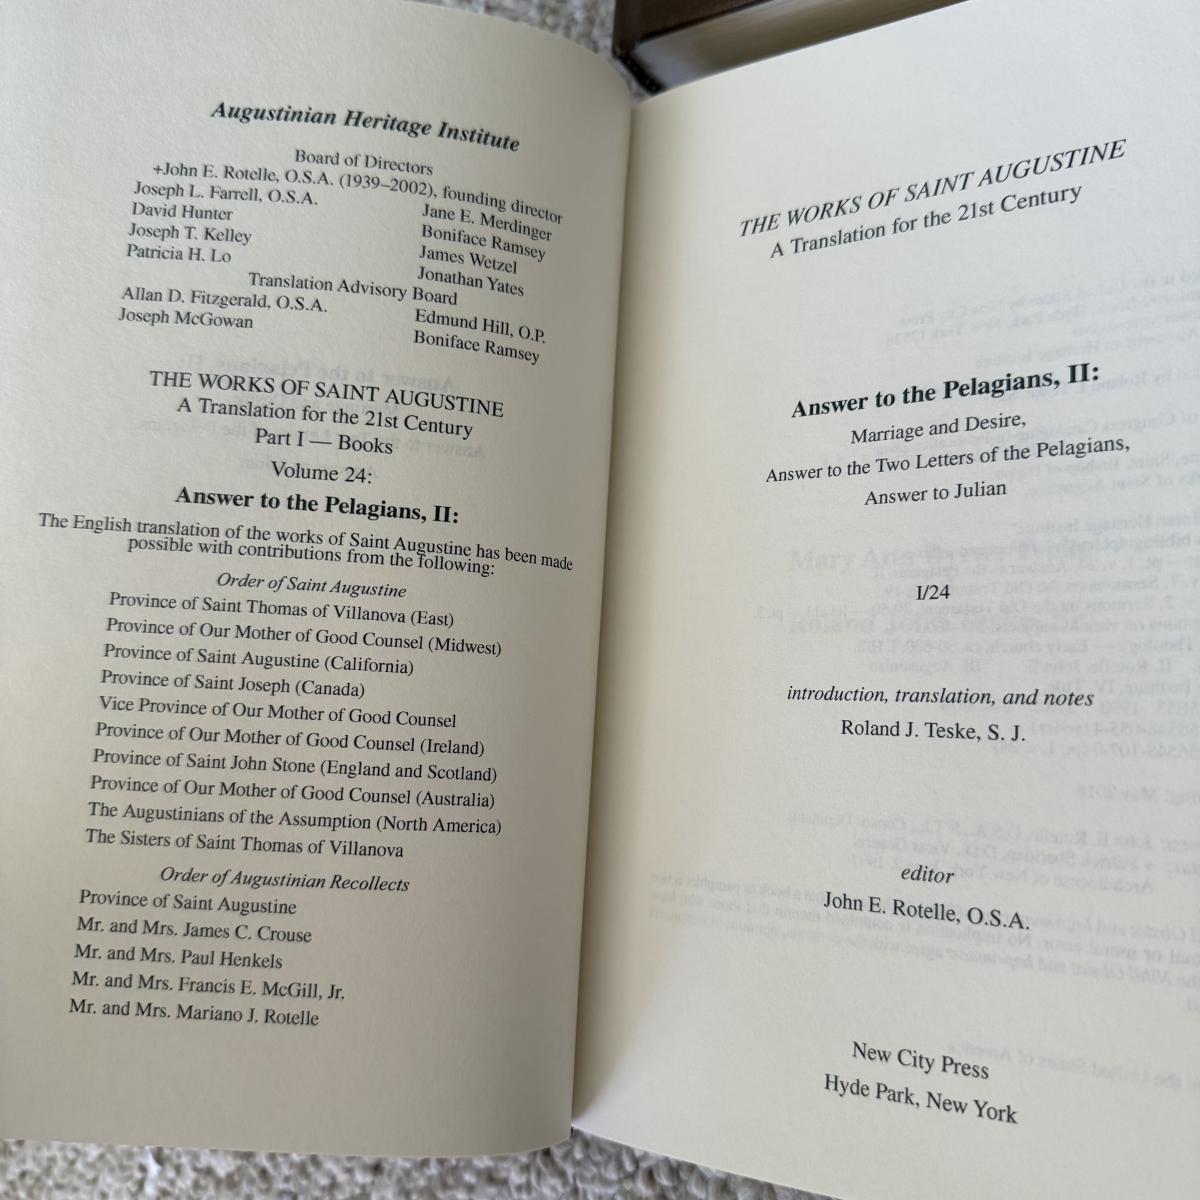 Augustinian Heritage Institute
Board of Directors
+John E. Rotelle, O.S.A. (1939–2002), founding director
Joseph L. Farrell, O.S.A.
Jane E. Merdinger
David Hunter
Boniface Ramsey
Joseph T. Kelley
James Wetzel
Patricia H. Lo
Jonathan Yates
Translation Advisory Board
Allan D. Fitzgerald, O.S.A.
Edmund Hill, O.P.
Joseph McGowan
Boniface Ramsey
THE WORKS OF SAINT AUGUSTINE
A Translation for the 21st Century
Part I — Books
Volume 24:
Answer to the Pelagians, II:
The English translation of the works of Saint Augustine has been made
possible with contributions from the following:
Order of Saint Augustine
Province of Saint Thomas of Villanova (East)
Province of Our Mother of Good Counsel (Midwest)
Province of Saint Augustine (California)
Province of Saint Joseph (Canada)
Vice Province of Our Mother of Good Counsel
Province of Our Mother of Good Counsel (Ireland)
Province of Saint John Stone (England and Scotland)
Province of Our Mother of Good Counsel (Australia)
The Augustinians of the Assumption (North America)
The Sisters of Saint Thomas of Villanova
Order of Augustinian Recollects
Province of Saint Augustine
Mr. and Mrs. James C. Crouse
Mr. and Mrs. Paul Henkels
Mr. and Mrs. Francis E. McGill, Jr.
Mr. and Mrs. Mariano J. Rotelle
THE WORKS OF SAINT AUGUSTINE
A Translation for the 21st Century
Answer to the Pelagians, II:
Marriage and Desire,
Answer to the Two Letters of the Pelagians,
Answer to Julian
I/24
introduction, translation, and notes
Roland J. Teske, S. J.
editor
John E. Rotelle, O.S.A.
New City Press
Hyde Park, New York